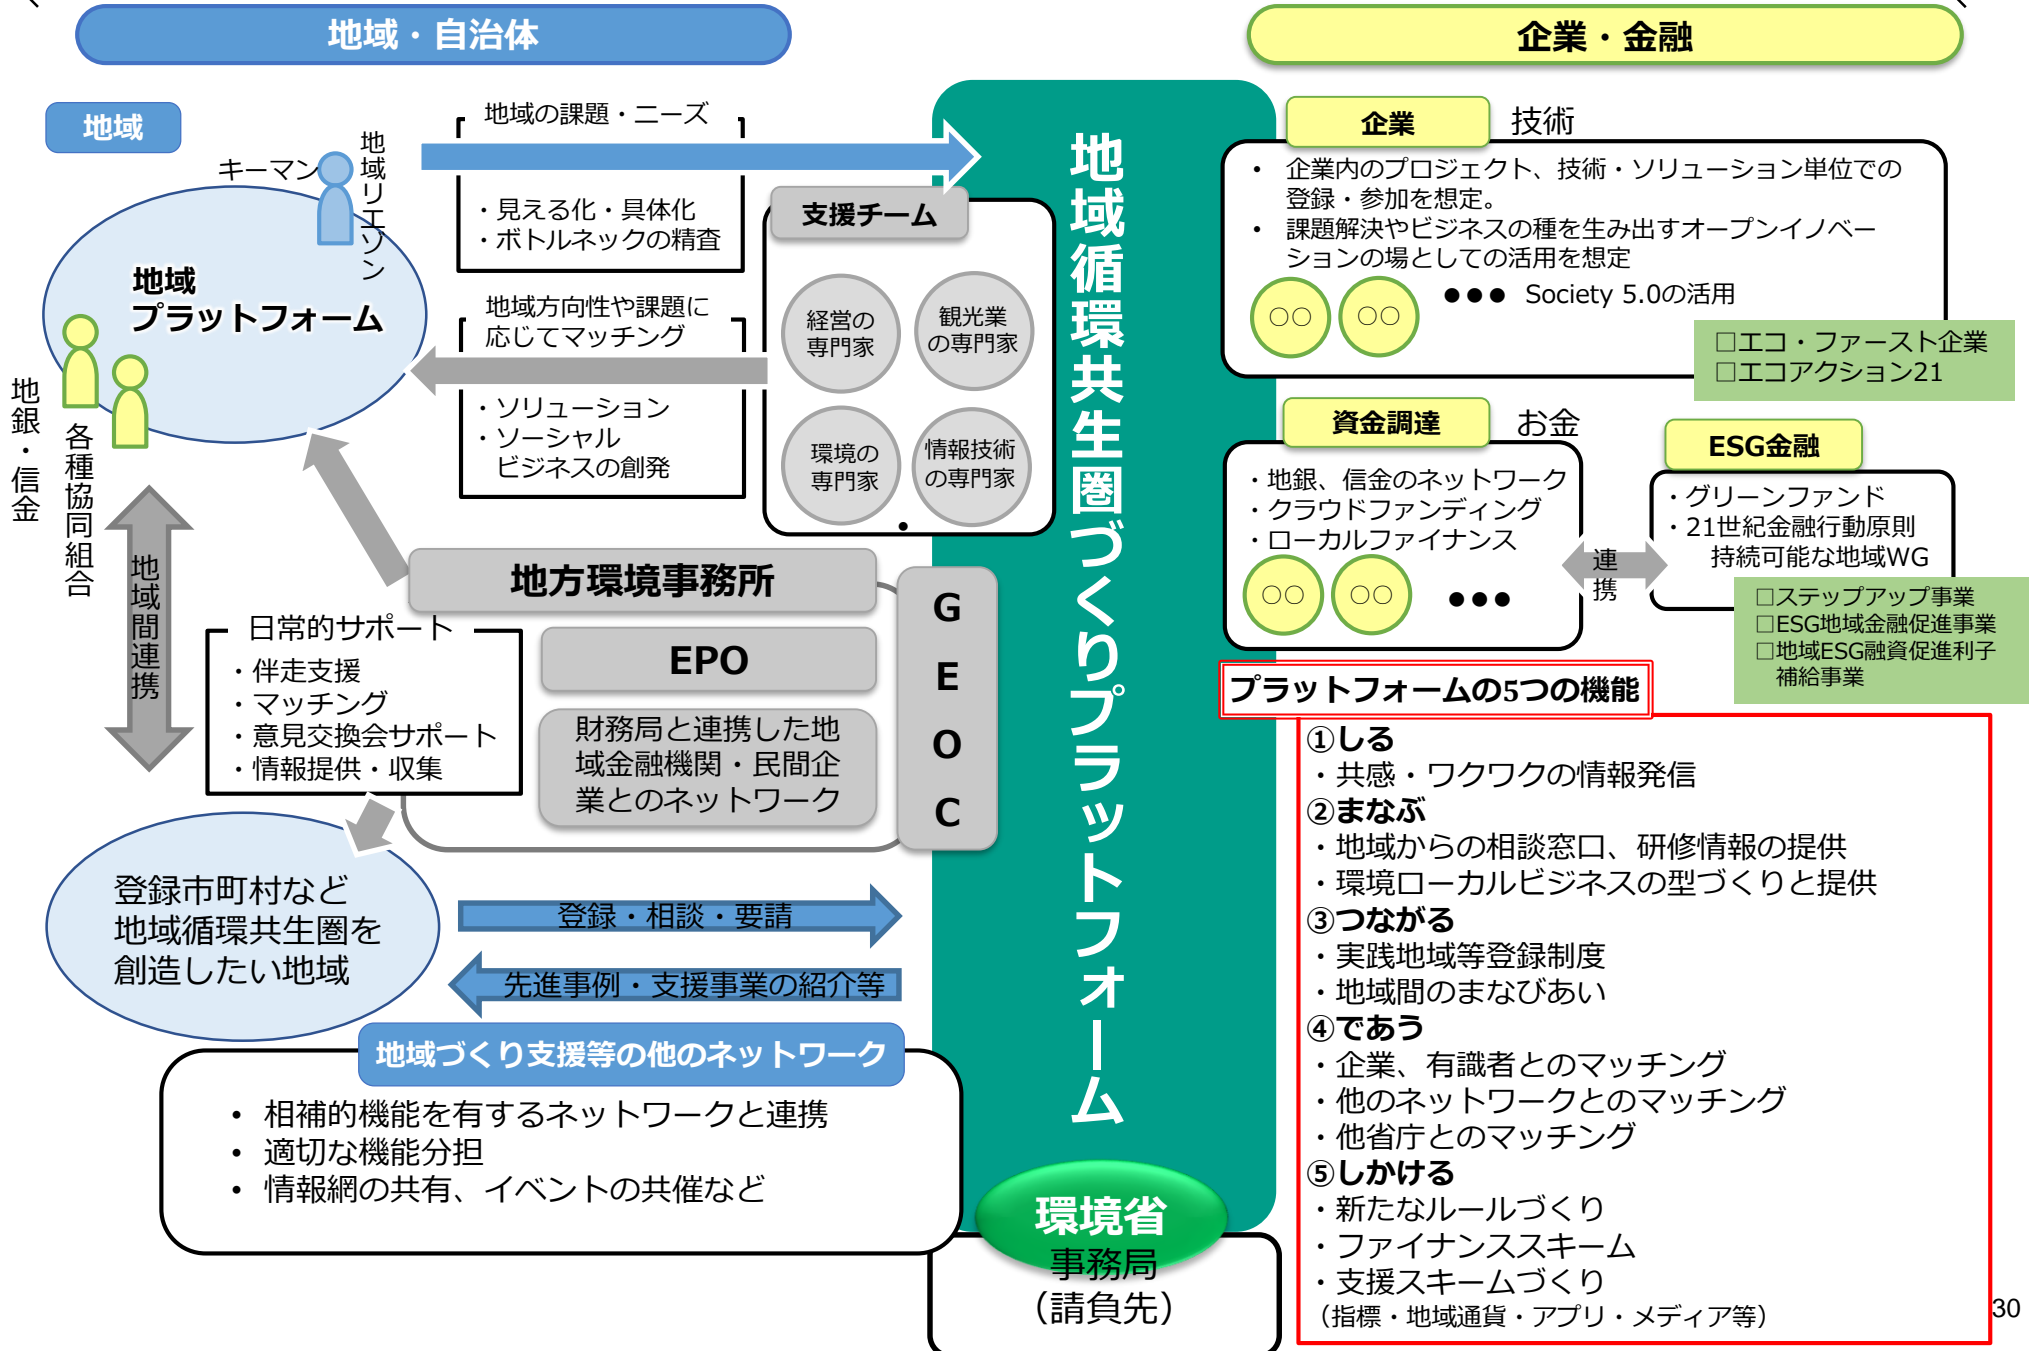 地域・自治体
企業・金融
地域
キーマン
地域リエゾン
地域
プラットフォーム
地銀・信金
各種協同組合
地域の課題・ニーズ
・見える化・具体化
・ボトルネックの精査
地域方向性や課題に
応じてマッチング
・ソリューション
・ソーシャル
ビジネスの創発
支援チーム
経営の
専門家
観光業
の専門家
環境の
専門家
情報技術
の専門家
・
地域間連携
地方環境事務所
EPO
財務局と連携した地
域金融機関・民間企
業とのネットワーク
GEOC
日常的サポート
・伴走支援
・マッチング
・意見交換会サポート
・情報提供・収集
登録市町村など
地域循環共生圏を
創造したい地域
登録・相談・要請
先進事例・支援事業の紹介等
地域づくり支援等の他のネットワーク
• 相補的機能を有するネットワークと連携
• 適切な機能分担
• 情報網の共有、イベントの共催など
地域循環共生圏づくりプラットフォーム
環境省
事務局
（請負先）
企業
技術
• 企業内のプロジェクト、技術・ソリューション単位での
登録・参加を想定。
• 課題解決やビジネスの種を生み出すオープンイノベー
ションの場としての活用を想定
○○
○○
●●● Society 5.0の活用
□エコ・ファースト企業
□エコアクション21
資金調達
お金
・地銀、信金のネットワーク
・クラウドファンディング
・ローカルファイナンス
○○
○○
●●●
連携
ESG金融
・グリーンファンド
・21世紀金融行動原則
持続可能な地域WG
□ステップアップ事業
□ESG地域金融促進事業
□地域ESG融資促進利子
補給事業
プラットフォームの5つの機能
①しる
・共感・ワクワクの情報発信
②まなぶ
・地域からの相談窓口、研修情報の提供
・環境ローカルビジネスの型づくりと提供
③つながる
・実践地域等登録制度
・地域間のまなびあい
④であう
・企業、有識者とのマッチング
・他のネットワークとのマッチング
・他省庁とのマッチング
⑤しかける
・新たなルールづくり
・ファイナンススキーム
・支援スキームづくり
（指標・地域通貨・アプリ・メディア等）
30